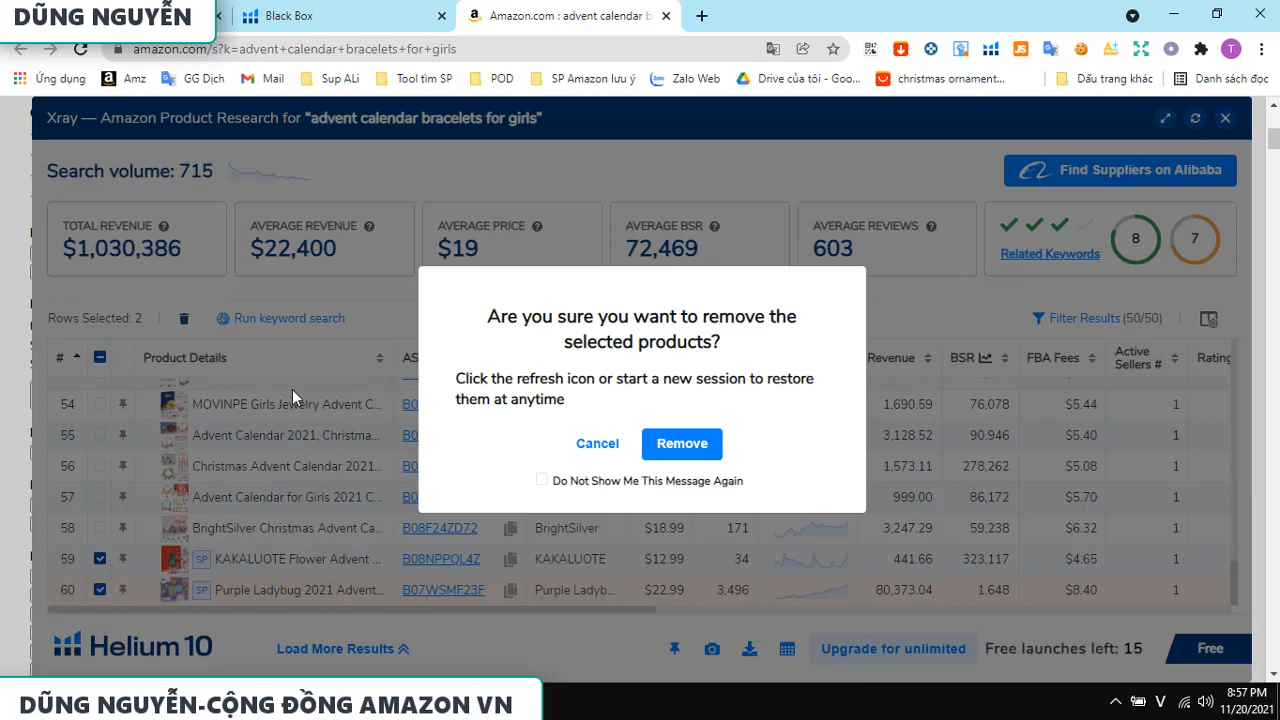 DŨNG NGUYỄN
Black Box
Amazon.com : advent calendar b
amazon.com/s?k=advent+calendar+bracelets+for+girls
T
Ứng dụng
Amz
GG Dịch
Mail
Sup ALi
Tool tìm SP
POD
SP Amazon lưu ý
Zalo Web
Drive của tôi - Goo...
christmas ornament...
Dấu trang khác
Danh sách đọc
Xray — Amazon Product Research for "advent calendar bracelets for girls"
Search volume: 715
Find Suppliers on Alibaba
TOTAL REVENUE
$1,030,386
AVERAGE REVENUE
$22,400
AVERAGE PRICE
$19
AVERAGE BSR
72,469
AVERAGE REVIEWS
603
Related Keywords
8
7
Rows Selected: 2
Run keyword search
Filter Results (50/50)
# Product Details AS Revenue BSR FBA Fees Active Sellers # Rating
54 MOVINPE Girls Jewelry Advent C... B0 1,690.59 76,078 $5.44 1
55 Advent Calendar 2021, Christma... B0 3,128.52 90,946 $5.40 1
56 Christmas Advent Calendar 2021... B0 1,573.11 278,262 $5.08 1
57 Advent Calendar for Girls 2021 C... B0 999.00 86,172 $5.70 1
58 BrightSilver Christmas Advent Ca... B08F24ZD72 BrightSilver $18.99 171 3,247.29 59,238 $6.32 1
59 SP KAKALUOTE Flower Advent ... B08NPPQL4Z KAKALUOTE $12.99 34 441.66 323,117 $4.65 1
60 SP Purple Ladybug 2021 Advent... B07WSMF23F Purple Ladyb... $22.99 3,496 80,373.04 1,648 $8.40 1
Are you sure you want to remove the
selected products?
Click the refresh icon or start a new session to restore
them at anytime
Cancel
Remove
Do Not Show Me This Message Again
Helium 10
Load More Results
Upgrade for unlimited
Free launches left: 15
Free
DŨNG NGUYỄN-CỘNG ĐỒNG AMAZON VN
V
8:57 PM
11/20/2021